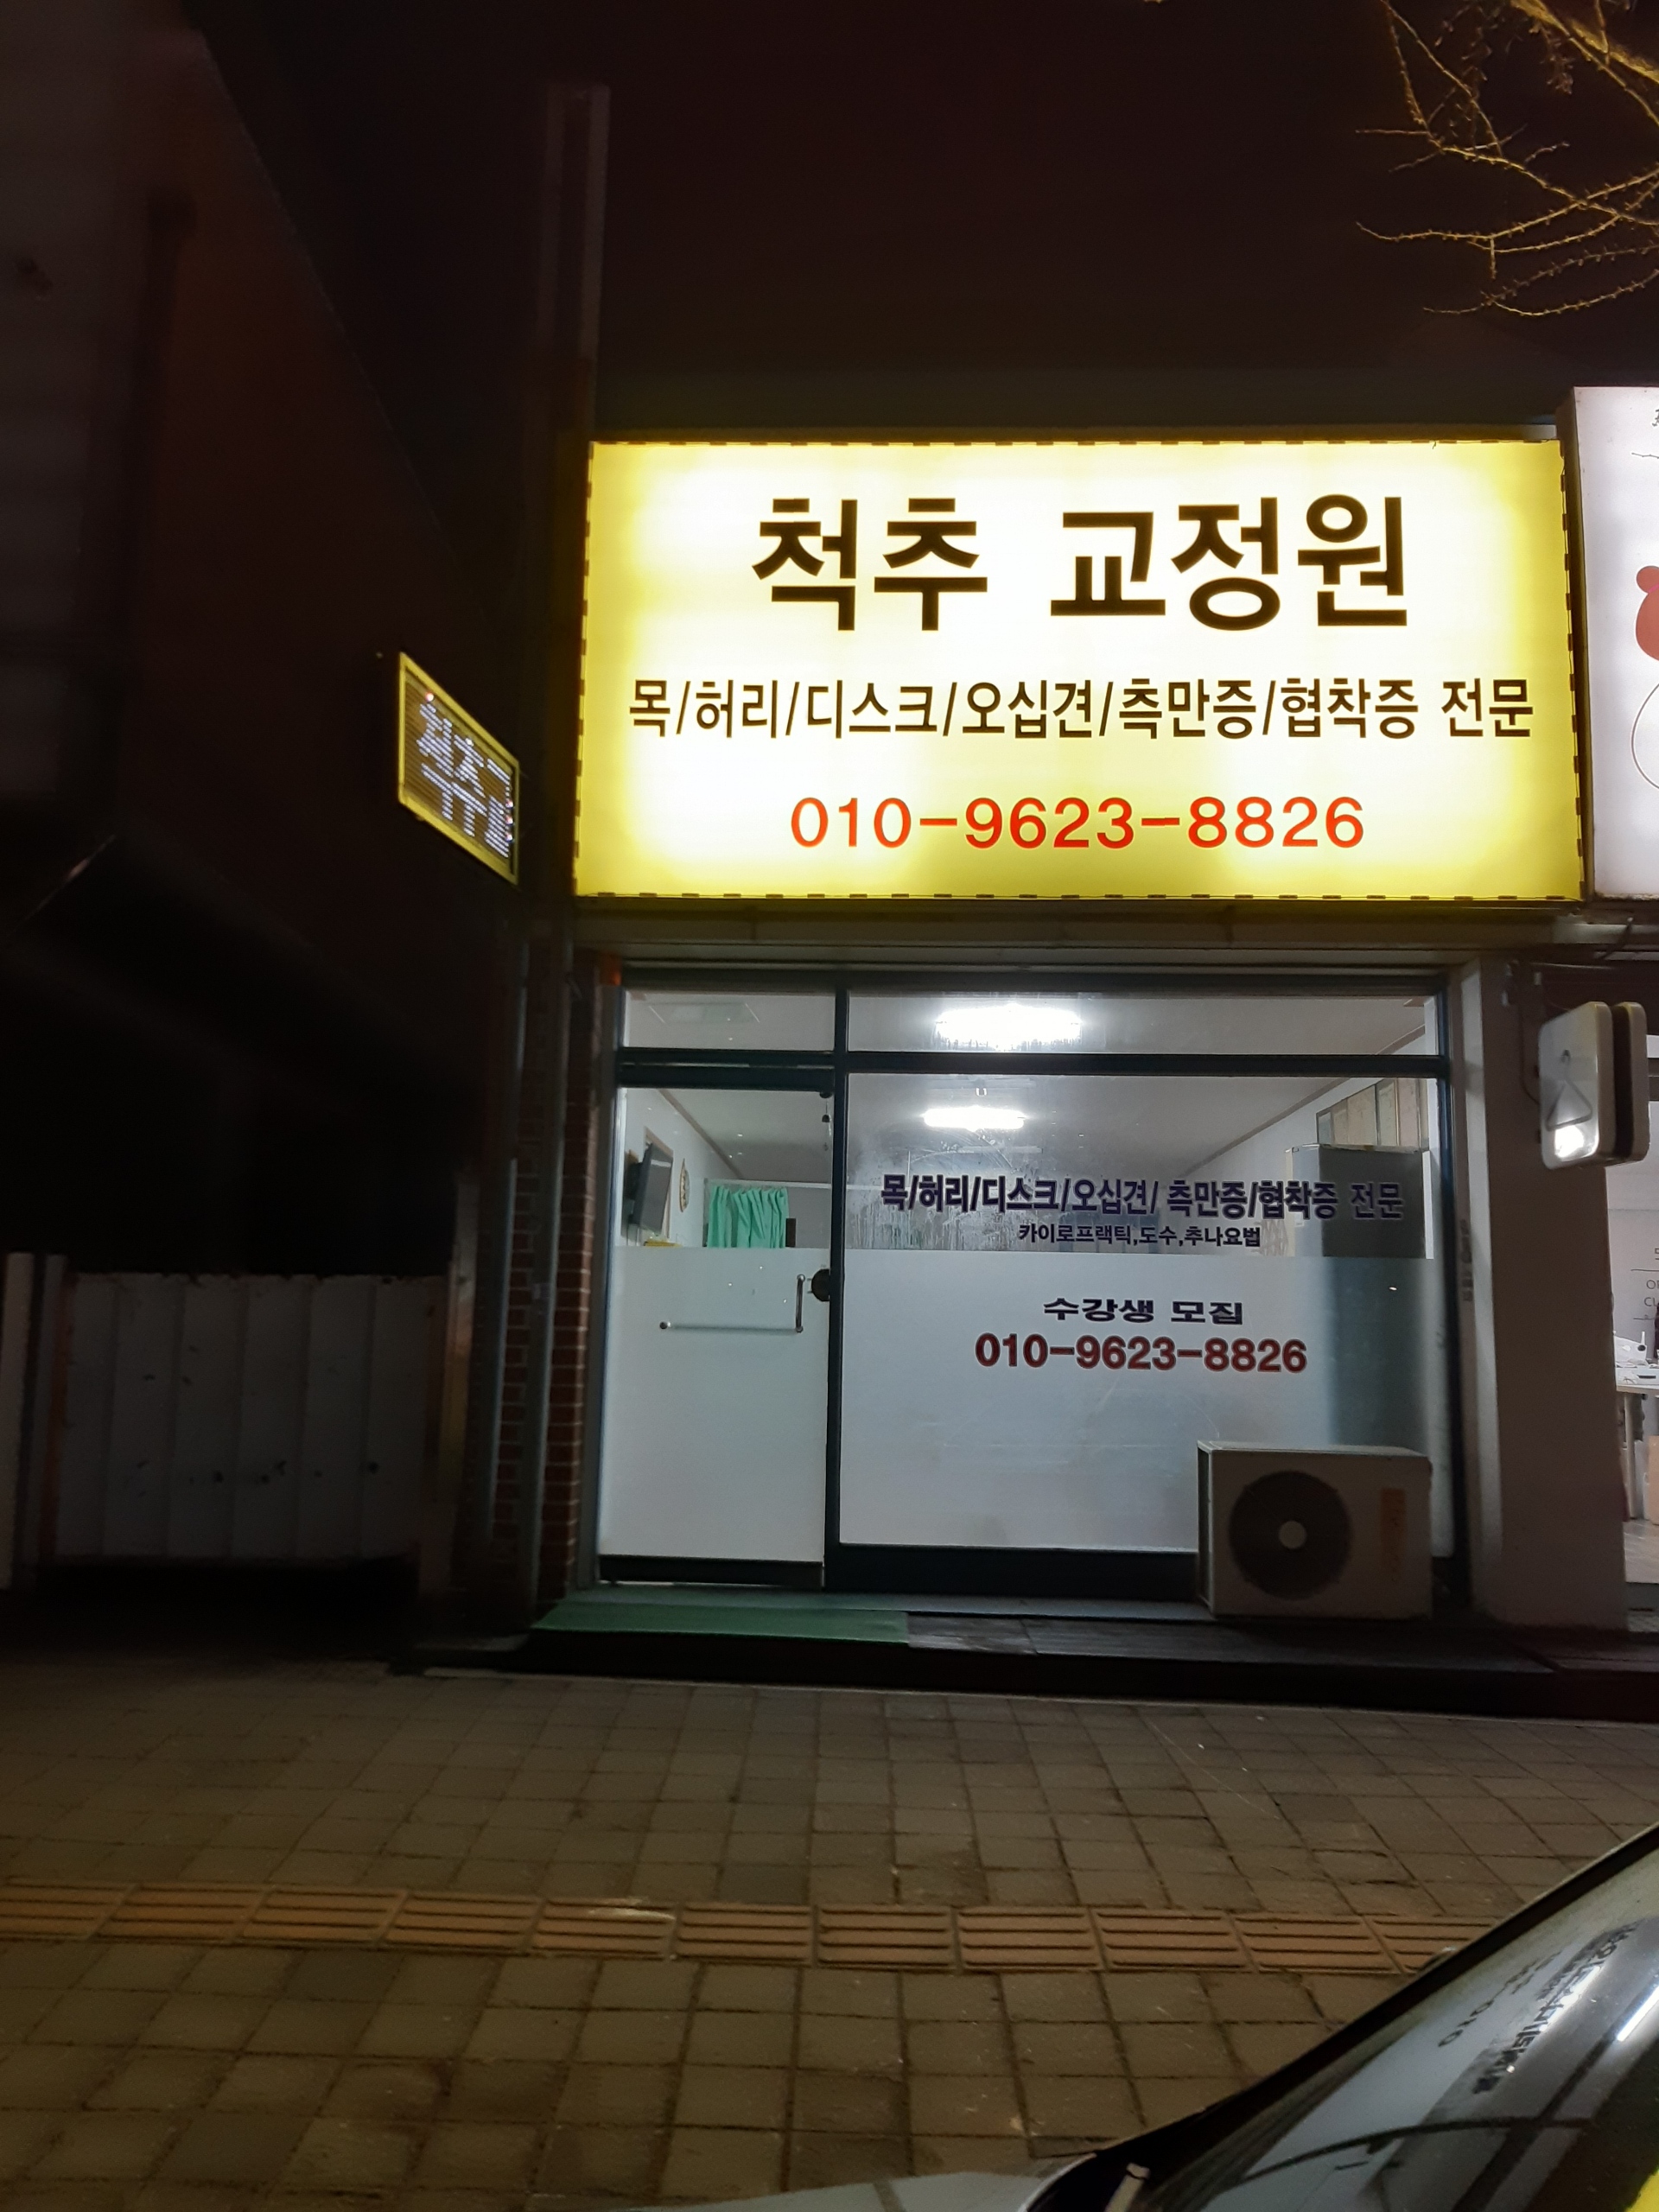 척추 교정원
목/허리/디스크/오십견/측만증/협착증 전문
010-9623-8826
척추교
목/허리/디스크/오십견/ 측만증/협착증 전문
카이로프랙틱,도수,추나요법
수강생 모집
010-9623-8826